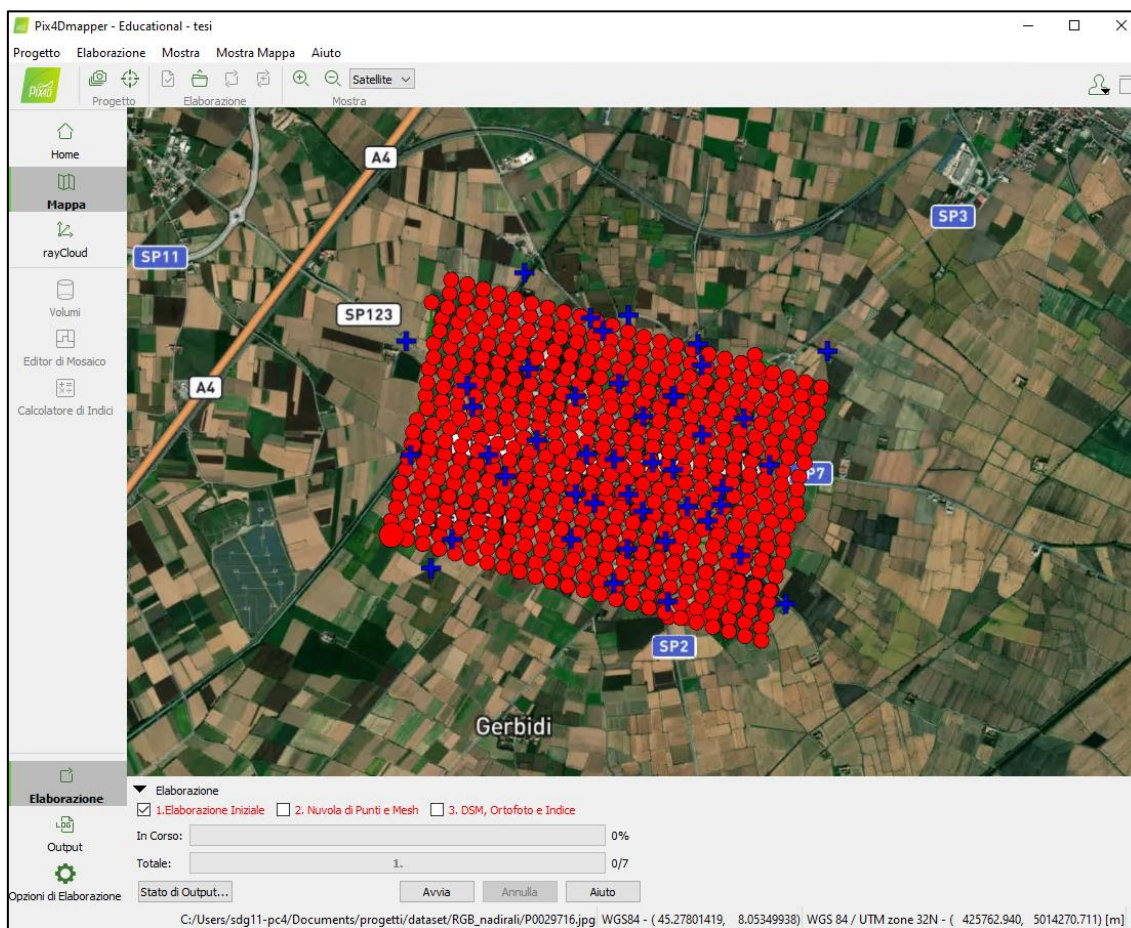 Pix4Dmapper - Educational - tesi
Progetto Elaborazione Mostra Mostra Mappa Aiuto
PIX4D
Satellite
Progetto Elaborazione Mostra
Home
Mappa
rayCloud
Volumi
Editor di Mosaico
Calcolatore di Indici
A4
SP3
SP11
SP123
A4
SP7
SP2
Gerbidi
Elaborazione
Output
Opzioni di Elaborazione
Elaborazione
1.Elaborazione Iniziale 2. Nuvola di Punti e Mesh 3. DSM, Ortofoto e Indice
In Corso: 0%
Totale: 1. 0/7
Stato di Output... Avvia Annulla Aiuto
C:/Users/sdg11-pc4/Documents/progetti/dataset/RGB_nadirali/P0029716.jpg WGS84 - ( 45.27801419, 8.05349938) WGS 84 / UTM zone 32N - ( 425762.940, 5014270.711) [m]